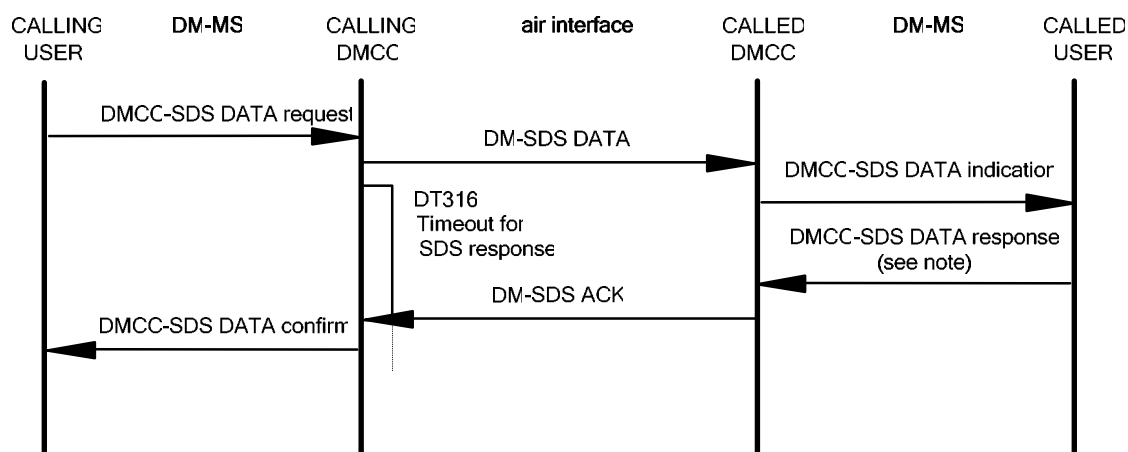 CALLING
USER
DM-MS
CALLING
DMCC
air interface
CALLED
DMCC
DM-MS
CALLED
USER
DMCC-SDS DATA request
DM-SDS DATA
DMCC-SDS DATA indication
DT316
Timeout for
SDS response
DMCC-SDS DATA response
(see note)
DM-SDS ACK
DMCC-SDS DATA confirm